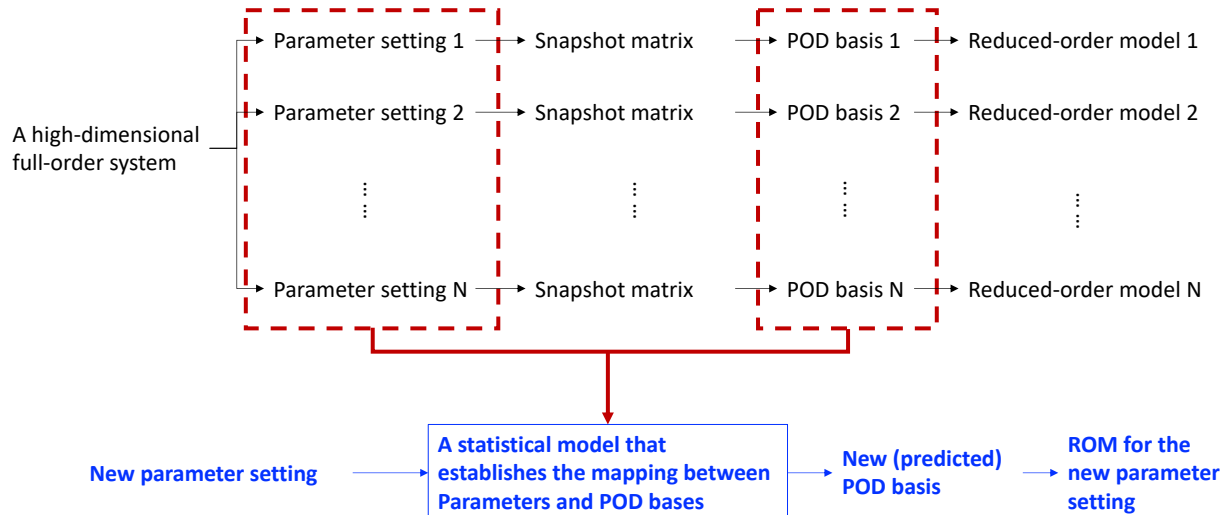 Parameter setting 1
Snapshot matrix
POD basis 1
Reduced-order model 1
Parameter setting 2
Snapshot matrix
POD basis 2
Reduced-order model 2
A high-dimensional
full-order system
⋮
⋮
⋮
⋮
Parameter setting N
Snapshot matrix
POD basis N
Reduced-order model N
New parameter setting
A statistical model that
establishes the mapping between
Parameters and POD bases
New (predicted)
POD basis
ROM for the
new parameter
setting